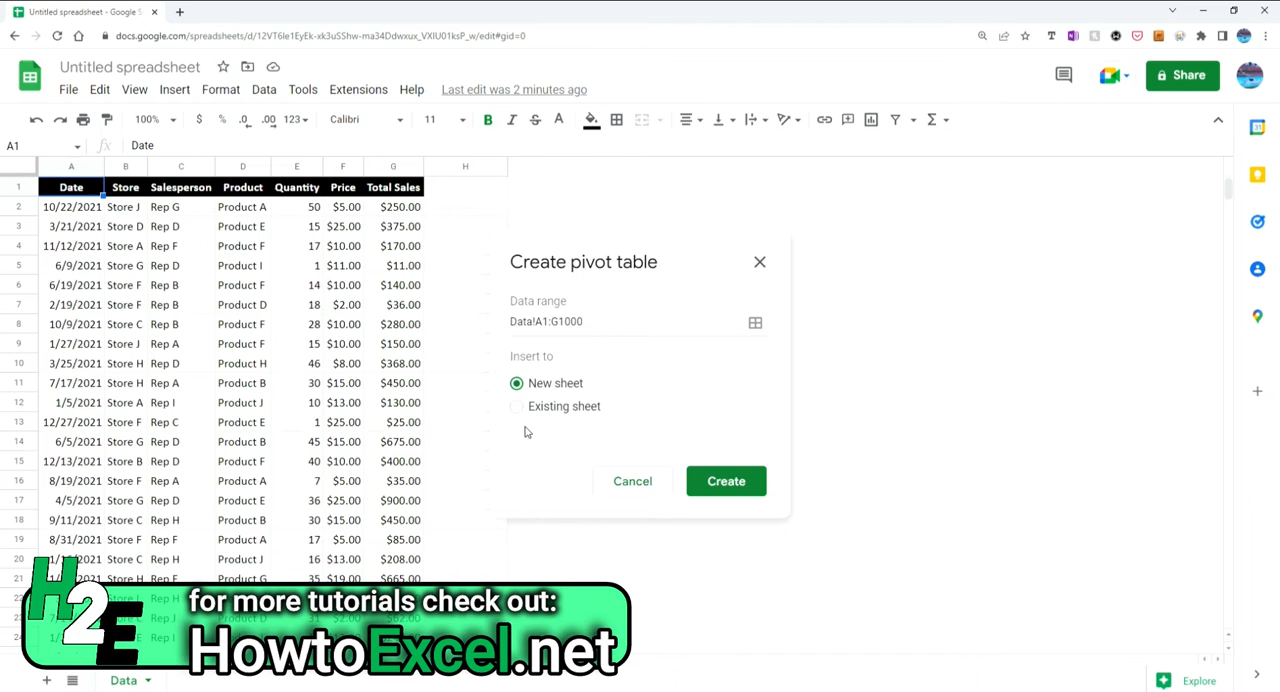 Untitled spreadsheet - Google S
docs.google.com/spreadsheets/d/12VT6Ie1EyEk-xk3uSShw-ma34Dwxux_VXIU01ksP_w/edit#gid=0
Untitled spreadsheet
File Edit View Insert Format Data Tools Extensions Help Last edit was 2 minutes ago
Share
100% $ % .0 .00 123 Calibri 11 B I S A
A1 fx Date
A B C D E F G H
1 Date Store Salesperson Product Quantity Price Total Sales
2 10/22/2021 Store J Rep G Product A 50 $5.00 $250.00
3 3/21/2021 Store D Rep D Product E 15 $25.00 $375.00
4 11/12/2021 Store A Rep F Product F 17 $10.00 $170.00
5 6/9/2021 Store G Rep D Product I 1 $11.00 $11.00
6 6/19/2021 Store F Rep B Product F 14 $10.00 $140.00
7 2/19/2021 Store F Rep B Product D 18 $2.00 $36.00
8 10/9/2021 Store C Rep B Product F 28 $10.00 $280.00
9 1/27/2021 Store J Rep A Product F 15 $10.00 $150.00
10 3/25/2021 Store H Rep D Product H 46 $8.00 $368.00
11 7/17/2021 Store H Rep A Product B 30 $15.00 $450.00
12 1/5/2021 Store A Rep I Product J 10 $13.00 $130.00
13 12/27/2021 Store F Rep C Product E 1 $25.00 $25.00
14 6/5/2021 Store G Rep D Product B 45 $15.00 $675.00
15 12/13/2021 Store B Rep D Product F 40 $10.00 $400.00
16 8/19/2021 Store F Rep A Product A 7 $5.00 $35.00
17 4/5/2021 Store G Rep D Product E 36 $25.00 $900.00
18 9/11/2021 Store C Rep H Product B 30 $15.00 $450.00
19 8/31/2021 Store F Rep F Product A 17 $5.00 $85.00
20 Store C Rep H Product J 16 $13.00 $208.00
21 Store H Product G 35 $19.00 $665.00
Create pivot table
Data range
Data!A1:G1000
Insert to
New sheet
Existing sheet
Cancel
Create
H2E
for more tutorials check out:
HowtoExcel.net
24
Data
Explore